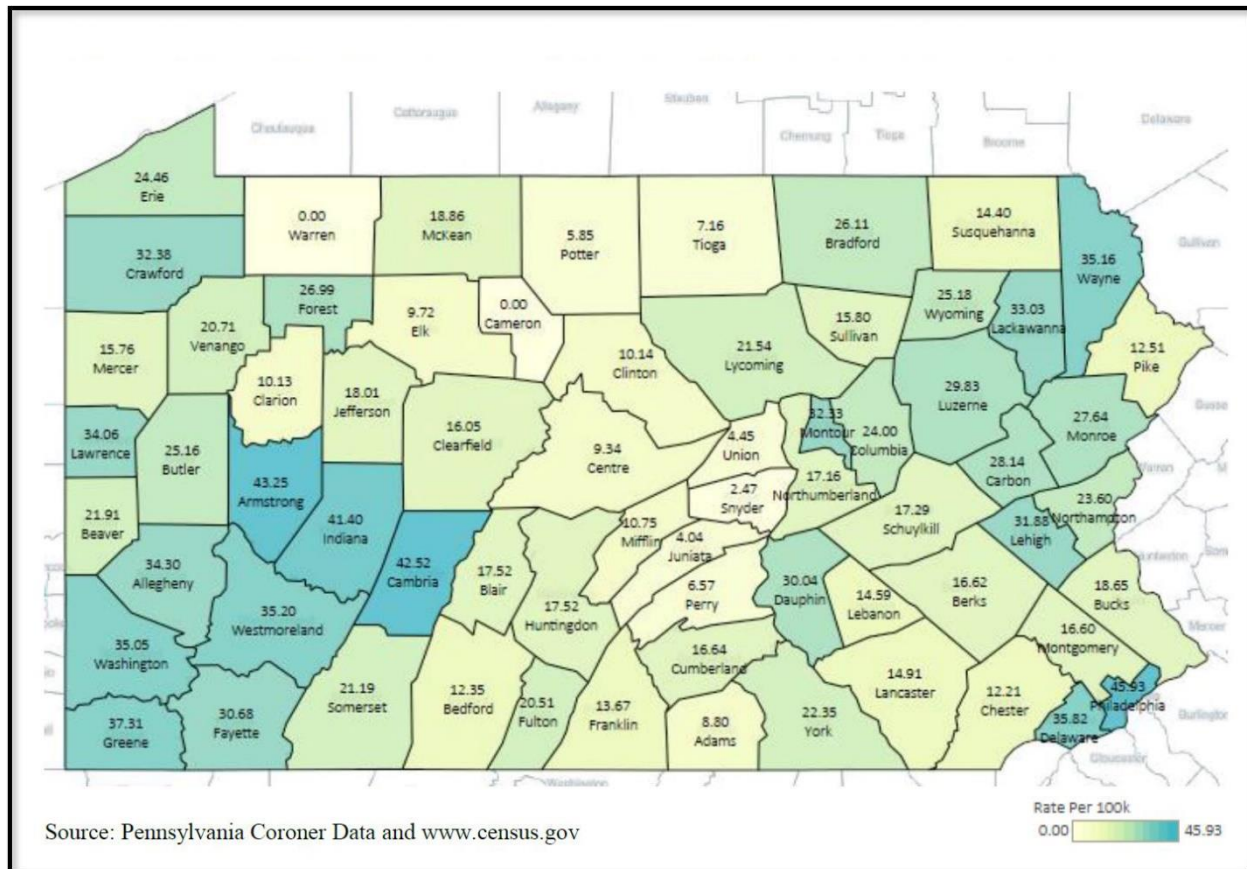 Chautauqua
Cattaraugus
Allegany
Steuben
Chemung
Tioga
Broome
Delaware
Sullivan
24.46
Erie
0.00
Warren
18.86
McKean
5.85
Potter
7.16
Tioga
26.11
Bradford
14.40
Susquehanna
35.16
Wayne
32.38
Crawford
26.99
Forest
9.72
Elk
0.00
Cameron
15.80
Sullivan
25.18
Wyoming
33.03
Lackawanna
12.51
Pike
15.76
Mercer
20.71
Venango
10.13
Clarion
18.01
Jefferson
10.14
Clinton
21.54
Lycoming
29.83
Luzerne
27.64
Monroe
34.06
Lawrence
25.16
Butler
16.05
Clearfield
9.34
Centre
4.45
Union
32.33
Montour
24.00
Columbia
28.14
Carbon
43.25
Armstrong
41.40
Indiana
2.47
Snyder
17.16
Northumberland
17.29
Schuylkill
23.60
Northampton
Warren
21.91
Beaver
34.30
Allegheny
42.52
Cambria
10.75
Mifflin
4.04
Juniata
31.88
Lehigh
Hunterdon
35.20
Westmoreland
17.52
Blair
17.52
Huntingdon
6.57
Perry
30.04
Dauphin
14.59
Lebanon
16.62
Berks
18.65
Bucks
Mercer
35.05
Washington
16.64
Cumberland
16.60
Montgomery
37.31
Greene
30.68
Fayette
21.19
Somerset
12.35
Bedford
20.51
Fulton
13.67
Franklin
8.80
Adams
22.35
York
14.91
Lancaster
12.21
Chester
35.82
Delaware
45.93
Philadelphia
Burlington
Gloucester
Washington
Rate Per 100k
0.00 45.93
Source: Pennsylvania Coroner Data and www.census.gov